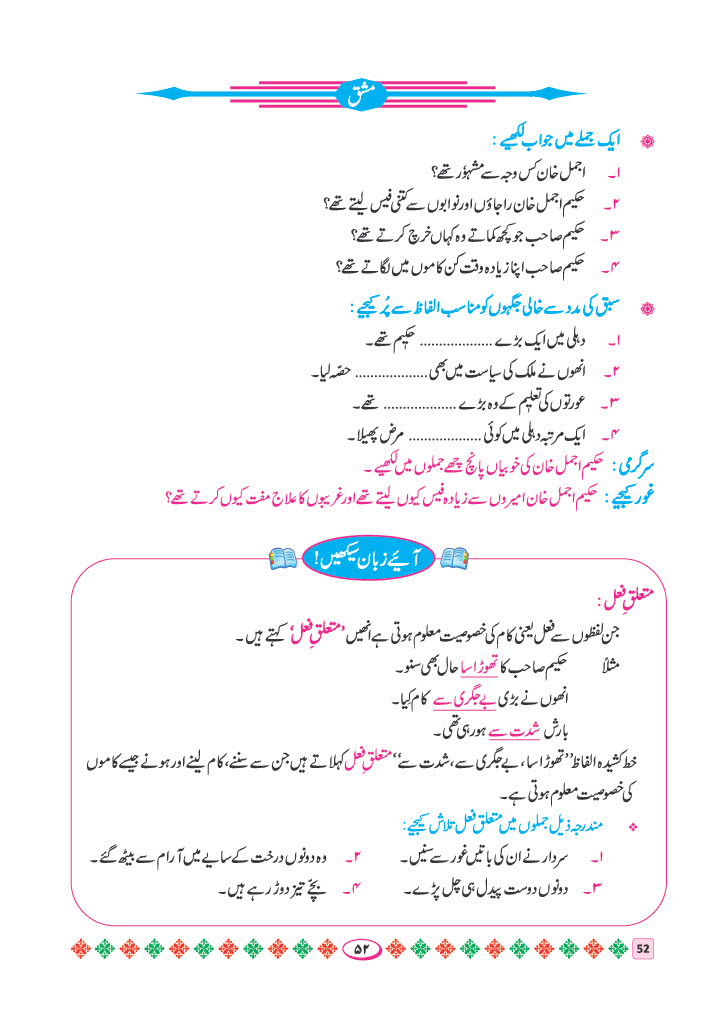 مشق
ایک جملے میں جواب لکھیے :
۱۔ اجمل خان کس وجہ سے مشہوٗر تھے؟
۲۔ حکیم اجمل خان راجاؤں اور نوابوں سے کتنی فیس لیتے تھے؟
۳۔ حکیم صاحب جو کچھ کماتے وہ کہاں خرچ کرتے تھے؟
۴۔ حکیم صاحب اپنا زیادہ وقت کن کاموں میں لگاتے تھے؟
سبق کی مدد سے خالی جگہوں کو مناسب الفاظ سے پُر کیجیے :
۱۔ دہلی میں ایک بڑے ................... حکیم تھے۔
۲۔ انھوں نے ملک کی سیاست میں بھی ................... حصّہ لیا۔
۳۔ عورتوں کی تعلیم کے وہ بڑے ................... تھے۔
۴۔ ایک مرتبہ دہلی میں کوئی ................... مرض پھیلا۔
سرگرمی : حکیم اجمل خان کی خوبیاں پانچ چھے جملوں میں لکھیے ۔
غور کیجیے : حکیم اجمل خان امیروں سے زیادہ فیس کیوں لیتے تھے اور غریبوں کا علاج مفت کیوں کرتے تھے؟
آئیے زبان سیکھیں!
متعلقِ فعل :
جن لفظوں سے فعل یعنی کام کی خصوصیت معلوم ہوتی ہے انھیں ’متعلقِ فعل‘ کہتے ہیں ۔
مثلاً حکیم صاحب کا تھوڑا سا حال بھی سنو۔
انھوں نے بڑی بے جگری سے کام کیا۔
بارش شدت سے ہو رہی تھی۔
خط کشیدہ الفاظ ’’تھوڑا سا، بے جگری سے، شدت سے‘‘ متعلقِ فعل کہلاتے ہیں جن سے سننے، کام لینے اور ہونے جیسے کاموں
کی خصوصیت معلوم ہوتی ہے۔
مندرجہ ذیل جملوں میں متعلق فعل تلاش کیجیے :
۱۔ سردار نے ان کی باتیں غور سے سنیں۔ ۲۔ وہ دونوں درخت کے سایے میں آرام سے بیٹھ گئے۔
۳۔ دونوں دوست پیدل ہی چل پڑے۔ ۴۔ بچّے تیز دوڑ رہے ہیں۔
۵۲
52